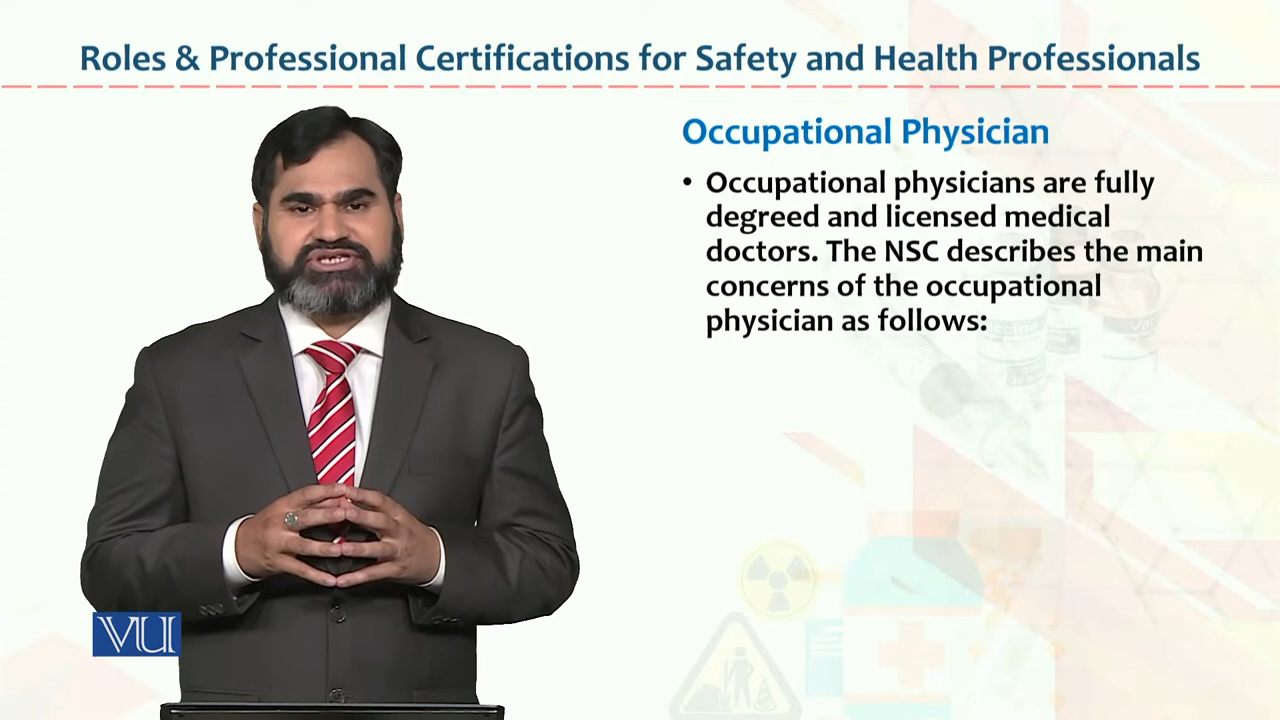 Roles & Professional Certifications for Safety and Health Professionals
Occupational Physician
• Occupational physicians are fully
degreed and licensed medical
doctors. The NSC describes the main
concerns of the occupational
physician as follows:
VU